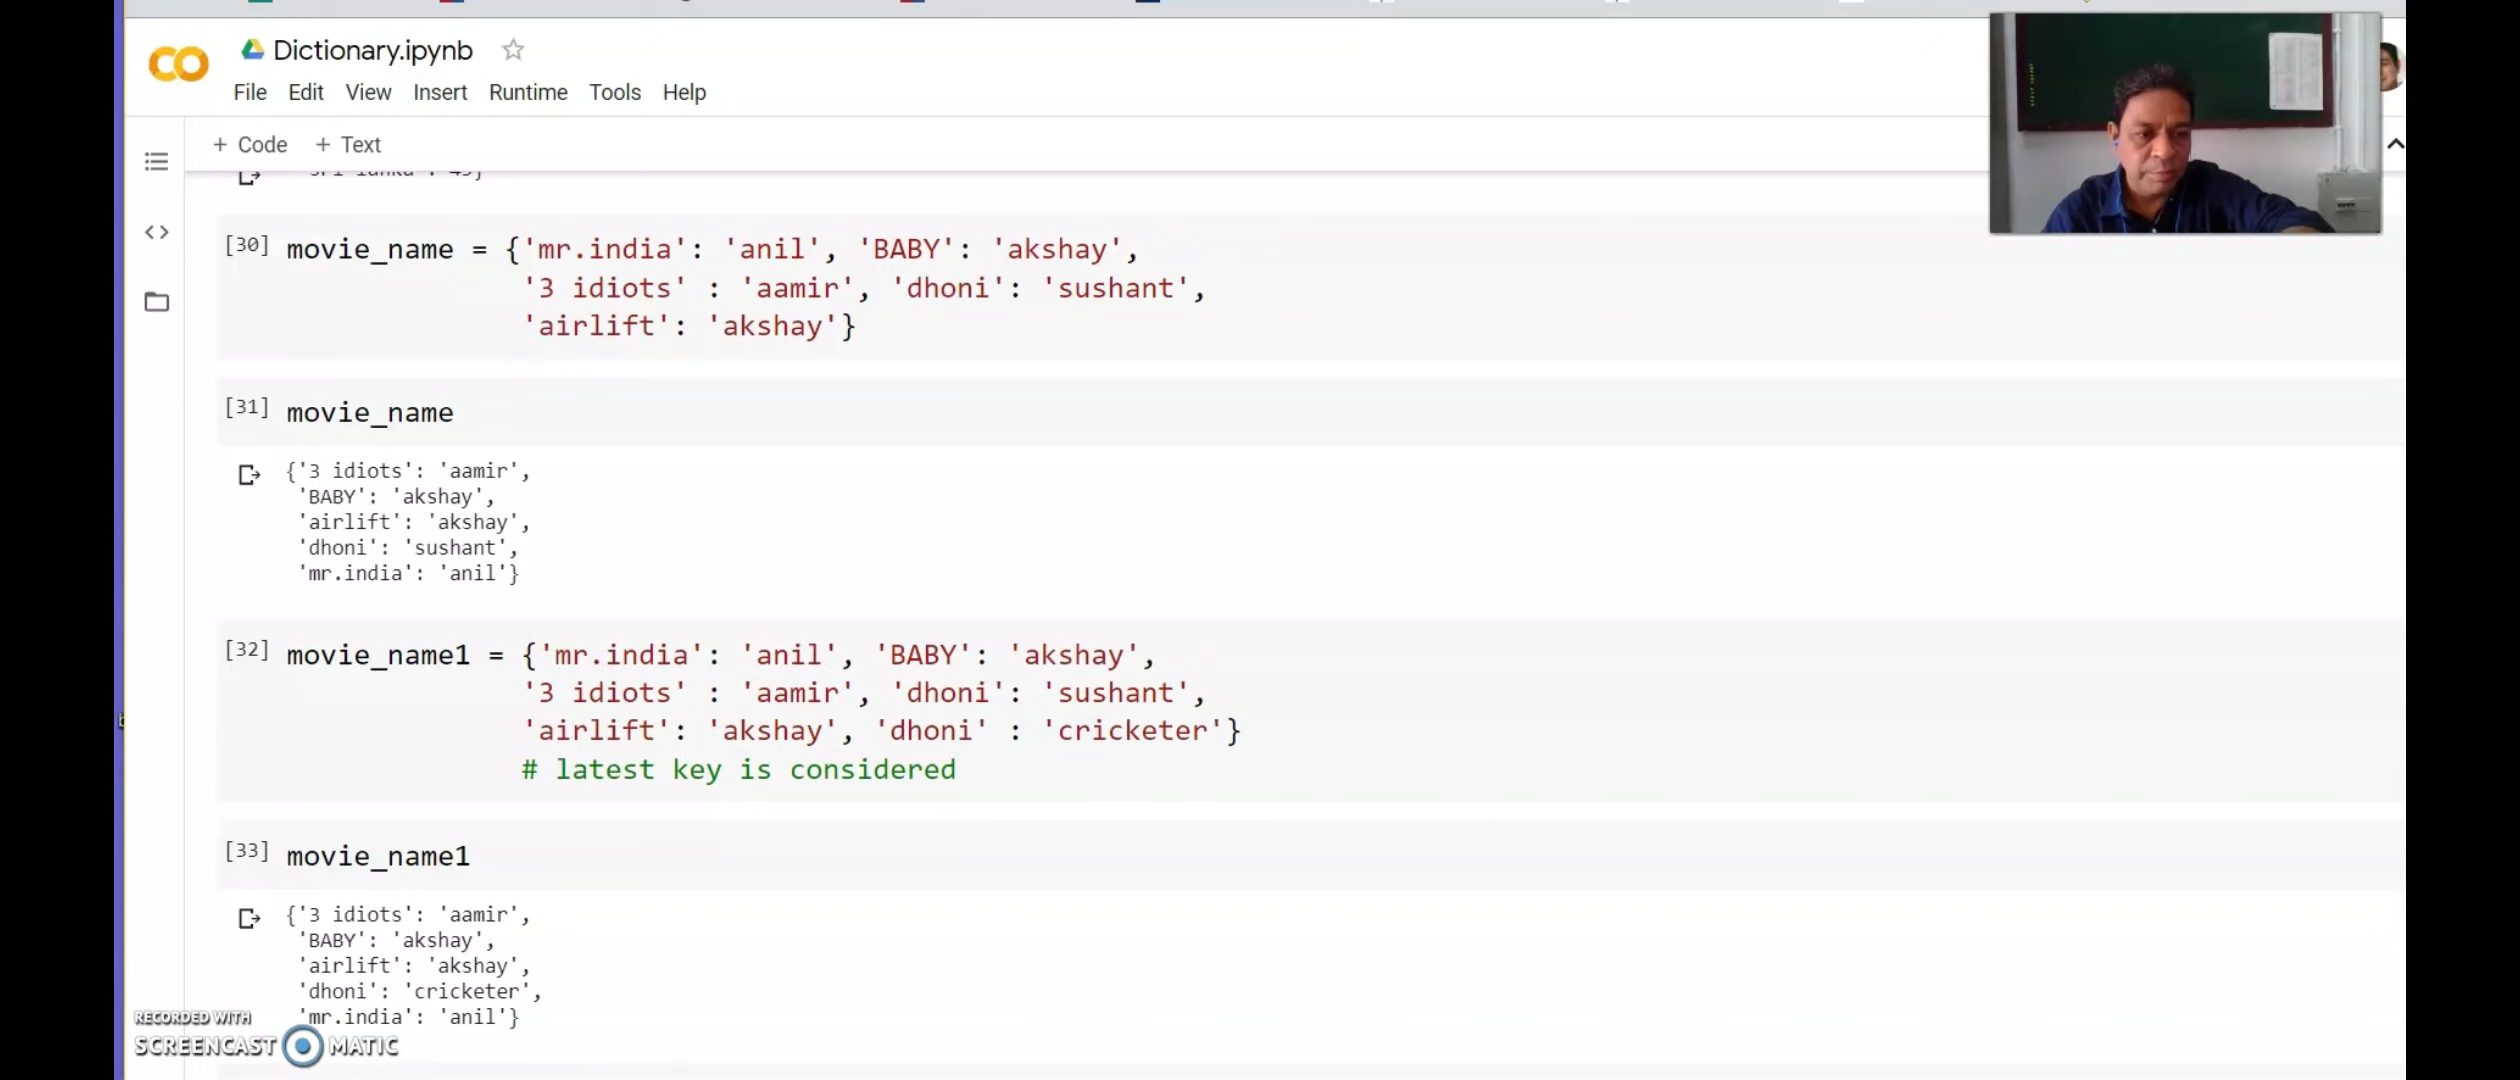 Dictionary.ipynb
File Edit View Insert Runtime Tools Help
+ Code + Text
[30] movie_name = {'mr.india': 'anil', 'BABY': 'akshay',
'3 idiots' : 'aamir', 'dhoni': 'sushant',
'airlift': 'akshay'}
[31] movie_name
{'3 idiots': 'aamir',
'BABY': 'akshay',
'airlift': 'akshay',
'dhoni': 'sushant',
'mr.india': 'anil'}
[32] movie_name1 = {'mr.india': 'anil', 'BABY': 'akshay',
'3 idiots' : 'aamir', 'dhoni': 'sushant',
'airlift': 'akshay', 'dhoni' : 'cricketer'}
# latest key is considered
[33] movie_name1
{'3 idiots': 'aamir',
'BABY': 'akshay',
'airlift': 'akshay',
'dhoni': 'cricketer',
'mr.india': 'anil'}
RECORDED WITH
SCREENCAST MATIC